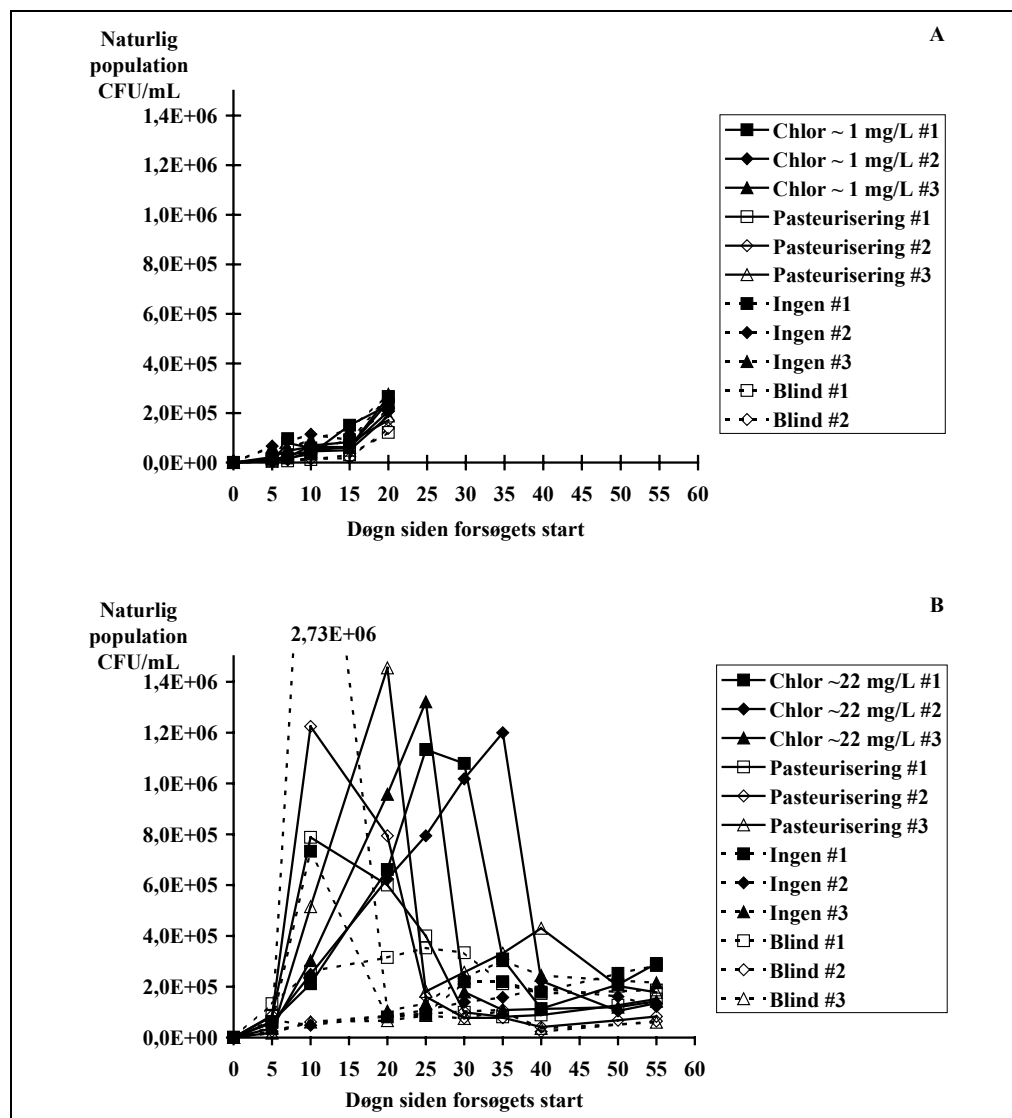 A
Naturlig
population
CFU/mL
1,4E+06
1,2E+06
1,0E+06
8,0E+05
6,0E+05
4,0E+05
2,0E+05
0,0E+00
0 5 10 15 20 25 30 35 40 45 50 55 60
Døgn siden forsøgets start
Chlor ~ 1 mg/L #1
Chlor ~ 1 mg/L #2
Chlor ~ 1 mg/L #3
Pasteurisering #1
Pasteurisering #2
Pasteurisering #3
Ingen #1
Ingen #2
Ingen #3
Blind #1
Blind #2
B
Naturlig
population
CFU/mL
2,73E+06
1,4E+06
1,2E+06
1,0E+06
8,0E+05
6,0E+05
4,0E+05
2,0E+05
0,0E+00
0 5 10 15 20 25 30 35 40 45 50 55 60
Døgn siden forsøgets start
Chlor ~22 mg/L #1
Chlor ~22 mg/L #2
Chlor ~22 mg/L #3
Pasteurisering #1
Pasteurisering #2
Pasteurisering #3
Ingen #1
Ingen #2
Ingen #3
Blind #1
Blind #2
Blind #3